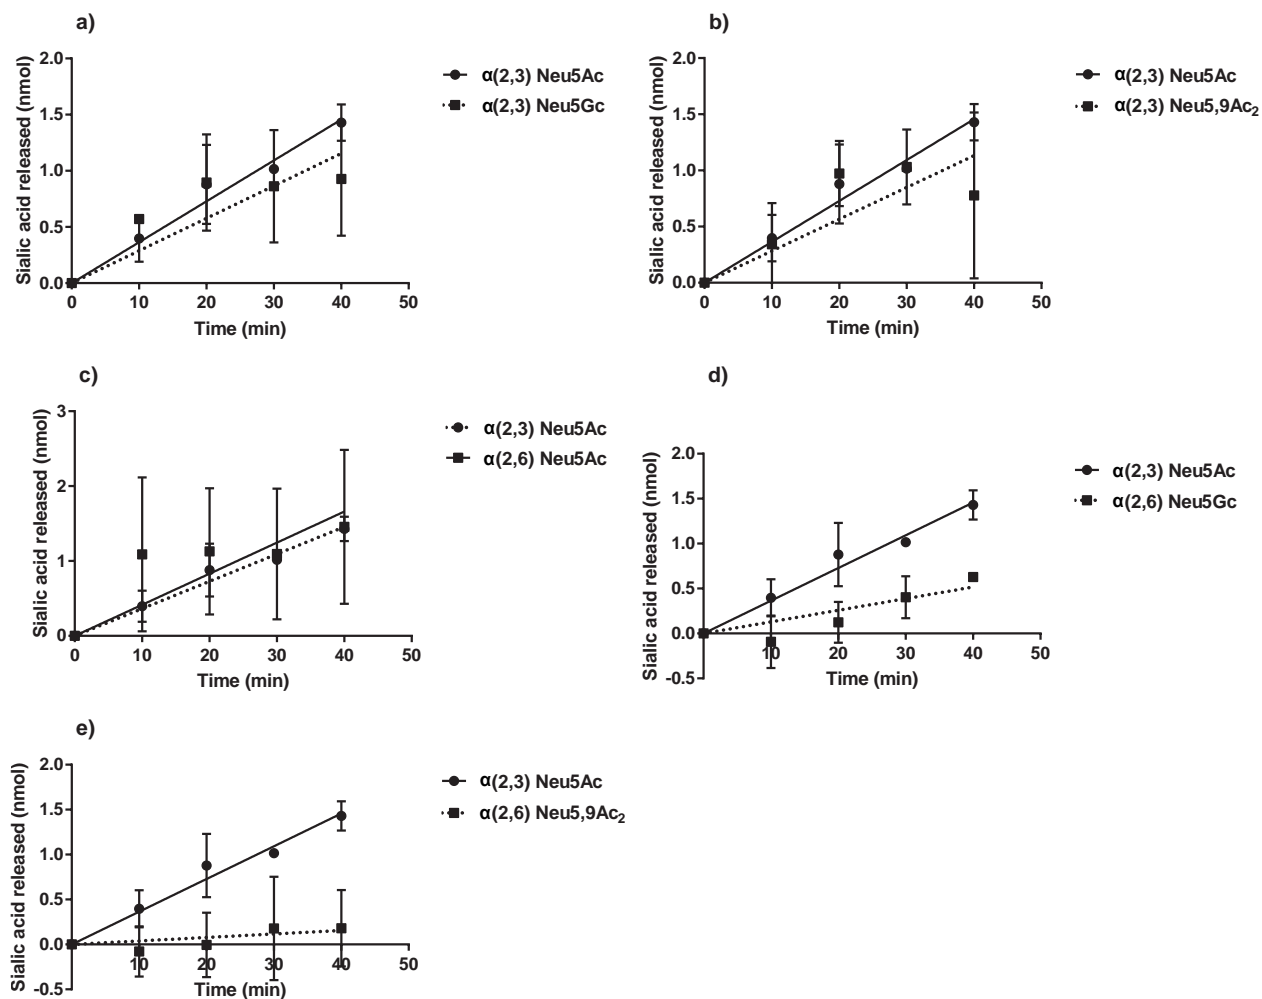 a)
Sialic acid released (nmol)
2.0
1.5
1.0
0.5
0.0
0 10 20 30 40 50
Time (min)
α(2,3) Neu5Ac
α(2,3) Neu5Gc
b)
Sialic acid released (nmol)
2.0
1.5
1.0
0.5
0.0
0 10 20 30 40 50
Time (min)
α(2,3) Neu5Ac
α(2,3) Neu5,9Ac₂
c)
Sialic acid released (nmol)
3
2
1
0
0 10 20 30 40 50
Time (min)
α(2,3) Neu5Ac
α(2,6) Neu5Ac
d)
Sialic acid released (nmol)
2.0
1.5
1.0
0.5
0.0
-0.5
10 20 30 40 50
Time (min)
α(2,3) Neu5Ac
α(2,6) Neu5Gc
e)
Sialic acid released (nmol)
2.0
1.5
1.0
0.5
0.0
-0.5
10 20 30 40 50
Time (min)
α(2,3) Neu5Ac
α(2,6) Neu5,9Ac₂